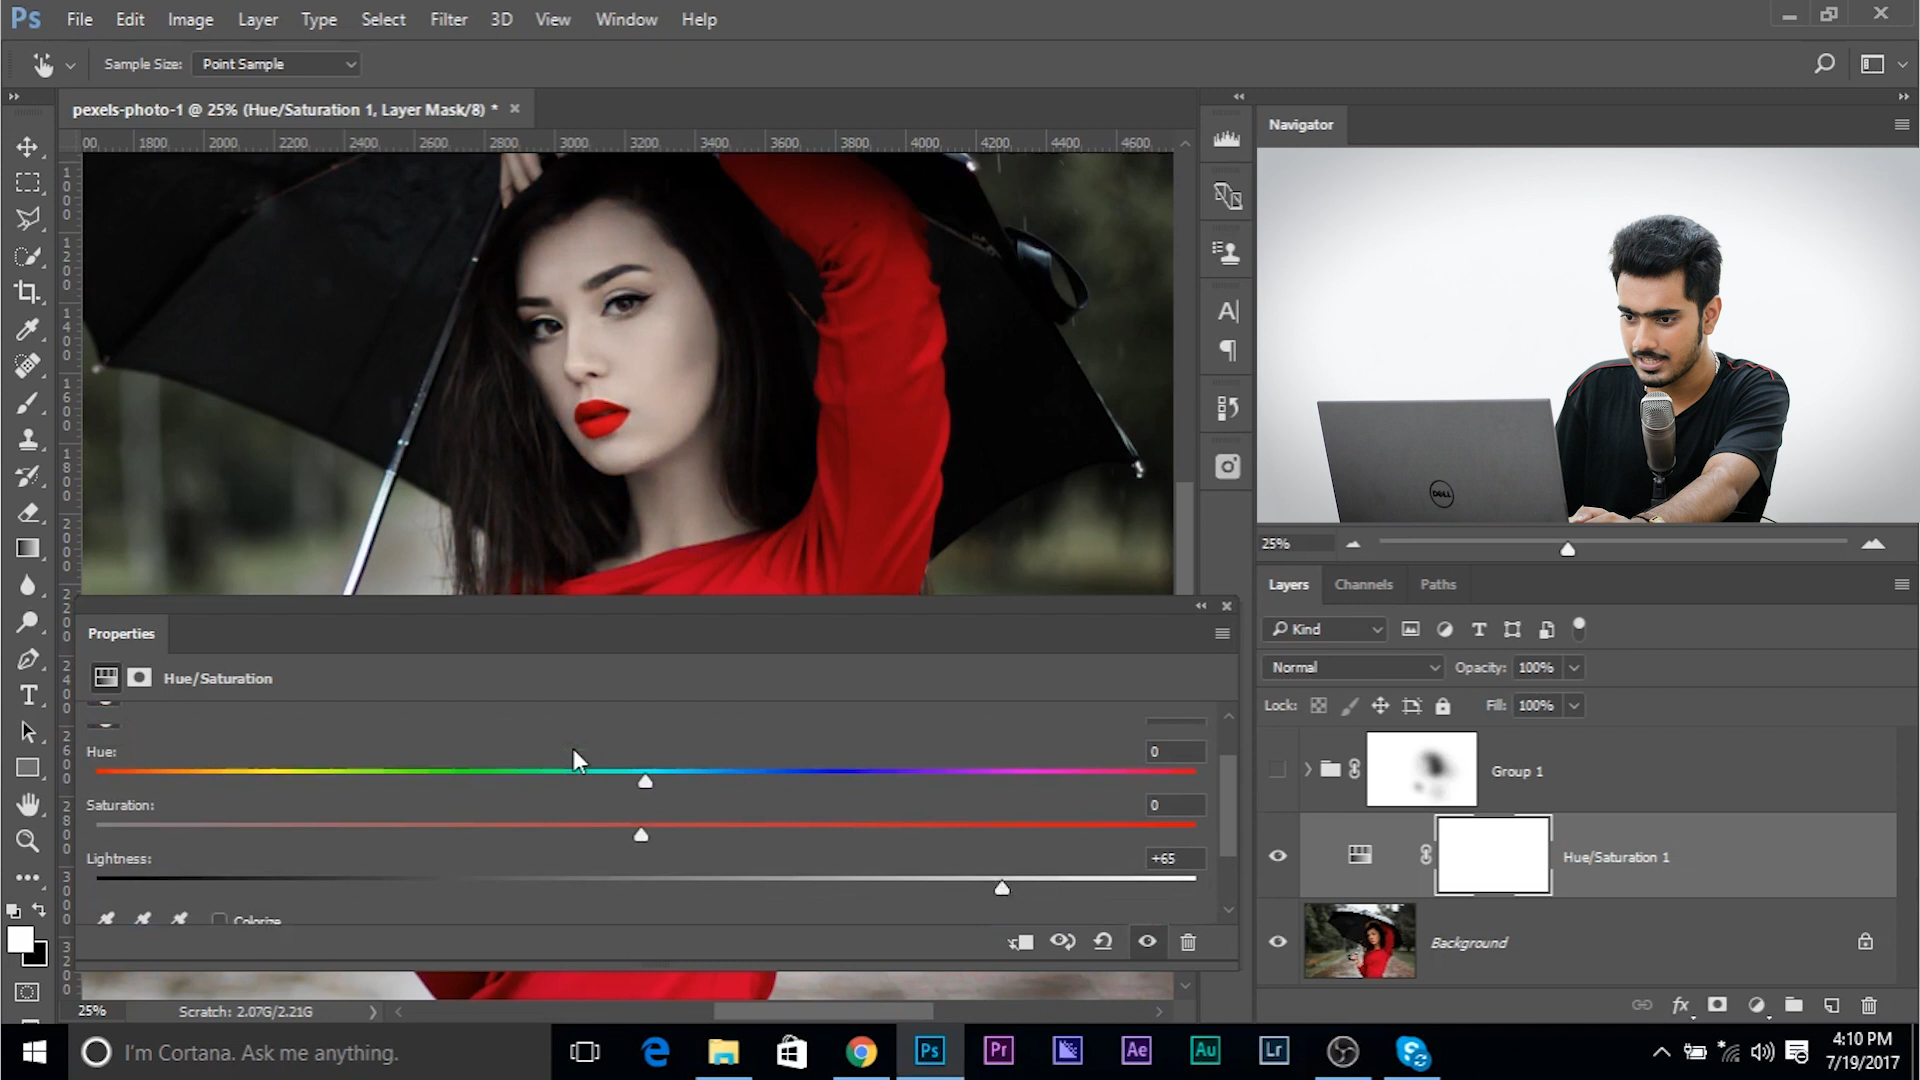 Ps File Edit Image Layer Type Select Filter 3D View Window Help
Sample Size: Point Sample
pexels-photo-1 @ 25% (Hue/Saturation 1, Layer Mask/8) *
00 1800 2000 2200 2400 2600 2800 3000 3200 3400 3600 3800 4000 4200 4400 4600
Navigator
DELL
25%
Layers Channels Paths
Kind
Normal Opacity: 100%
Lock: Fill: 100%
Group 1
Hue/Saturation 1
Background
Properties
Hue/Saturation
Hue: 0
Saturation: 0
Lightness: +65
Colorize
25% Scratch: 2.07G/2.21G
I'm Cortana. Ask me anything.
Ps Pr Ae Au Lr
4:10 PM
7/19/2017